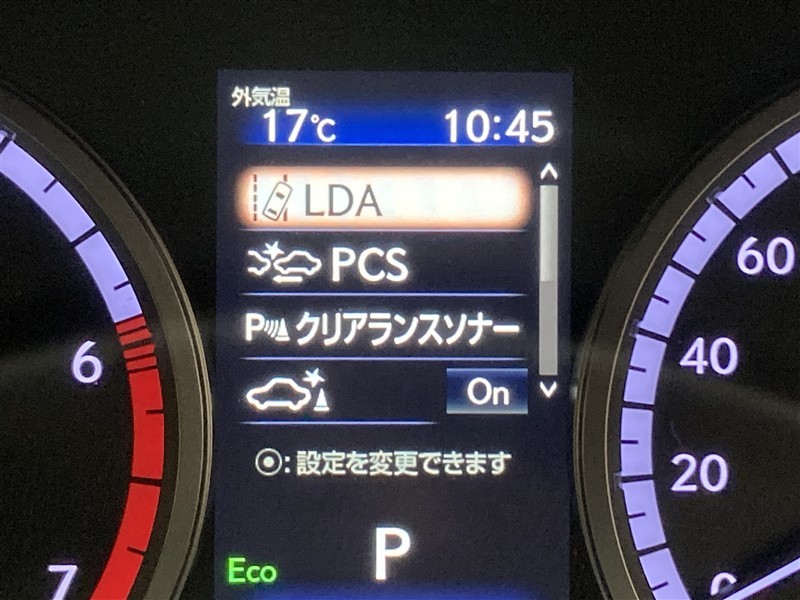 外気温
17℃ 10:45
LDA
PCS
P クリアランスソナー
On
⦿:設定を変更できます
P
Eco
6
7
60
40
20
0